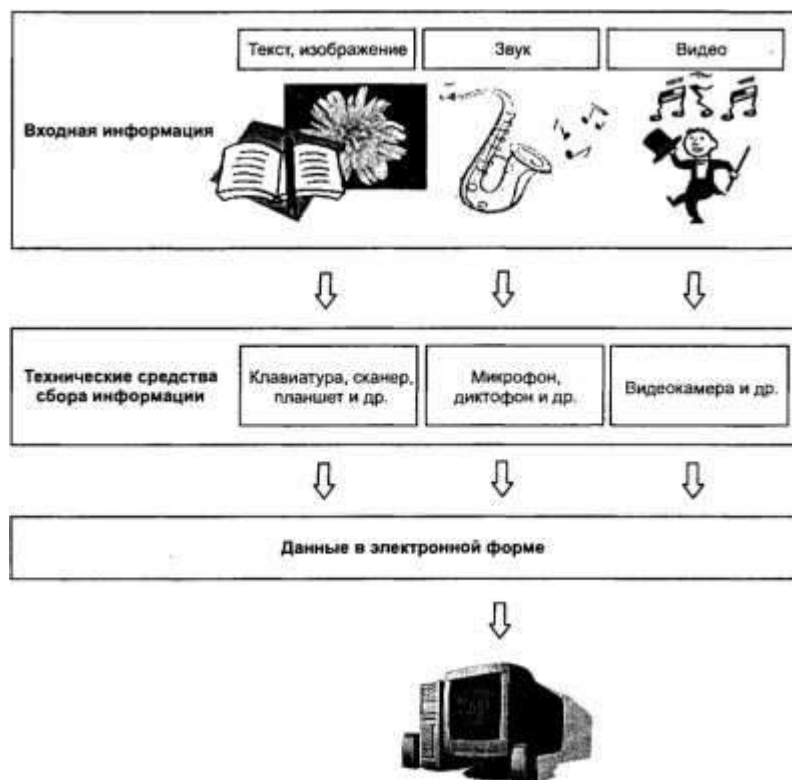 Текст, изображение
Звук
Видео
Входная информация
Технические средства
сбора информации
Клавиатура, сканер,
планшет и др.
Микрофон,
диктофон и др.
Видеокамера и др.
Данные в электронной форме